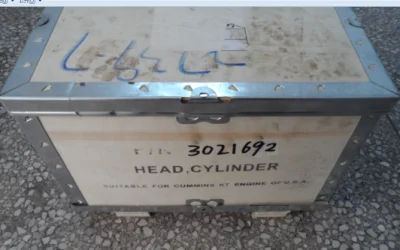 P/N 3021692
HEAD,CYLINDER
SUITABLE FOR CUMMINS KT ENGINE OF U.S.A.